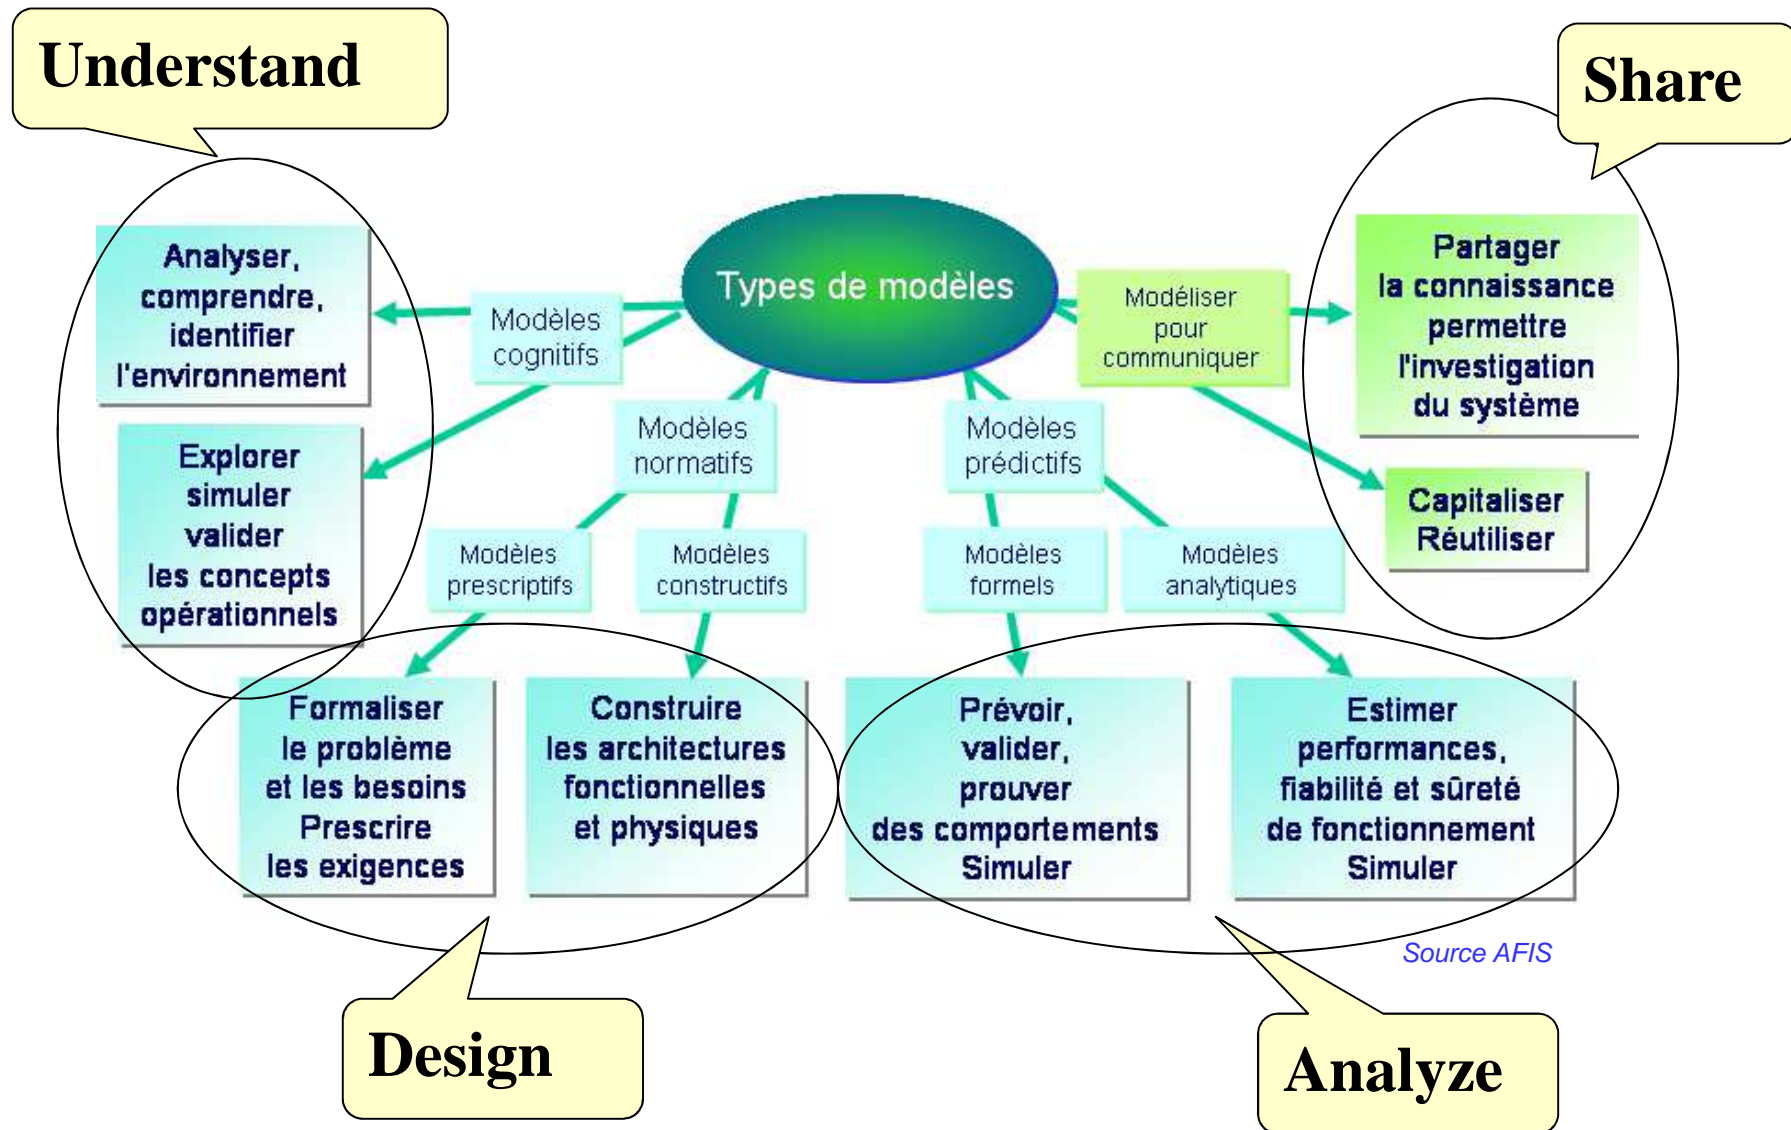 Understand
Share
Types de modèles
Analyser,
comprendre,
identifier
l'environnement
Modèles
cognitifs
Modéliser
pour
communiquer
Partager
la connaissance
permettre
l'investigation
du système
Explorer
simuler
valider
les concepts
opérationnels
Modèles
normatifs
Modèles
prédictifs
Capitaliser
Réutiliser
Modèles
prescriptifs
Modèles
constructifs
Modèles
formels
Modèles
analytiques
Formaliser
le problème
et les besoins
Prescrire
les exigences
Construire
les architectures
fonctionnelles
et physiques
Prévoir,
valider,
prouver
des comportements
Simuler
Estimer
performances,
fiabilité et sûreté
de fonctionnement
Simuler
Source AFIS
Design
Analyze